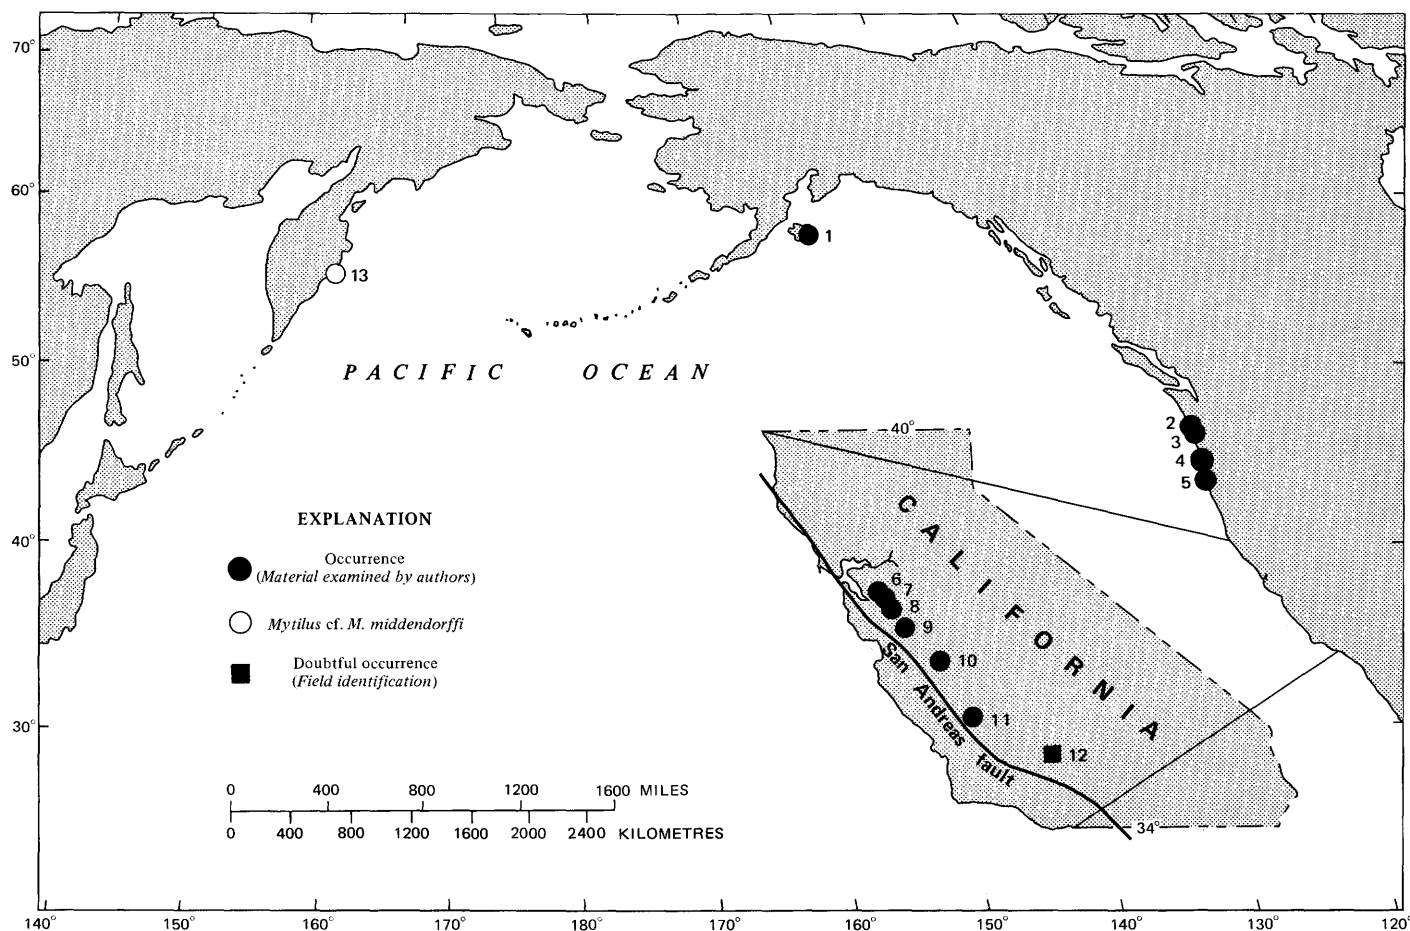 70°
60°
50°
40°
30°
1
13
PACIFIC OCEAN
2
3
4
5
40°
CALIFORNIA
6
7
8
9
10
11
12
San Andreas fault
34°
EXPLANATION
Occurrence
(Material examined by authors)
Mytilus cf. M. middendorffi
Doubtful occurrence
(Field identification)
0 400 800 1200 1600 MILES
0 400 800 1200 1600 2000 2400 KILOMETRES
140° 150° 160° 170° 180° 170° 160° 150° 140° 130° 120°